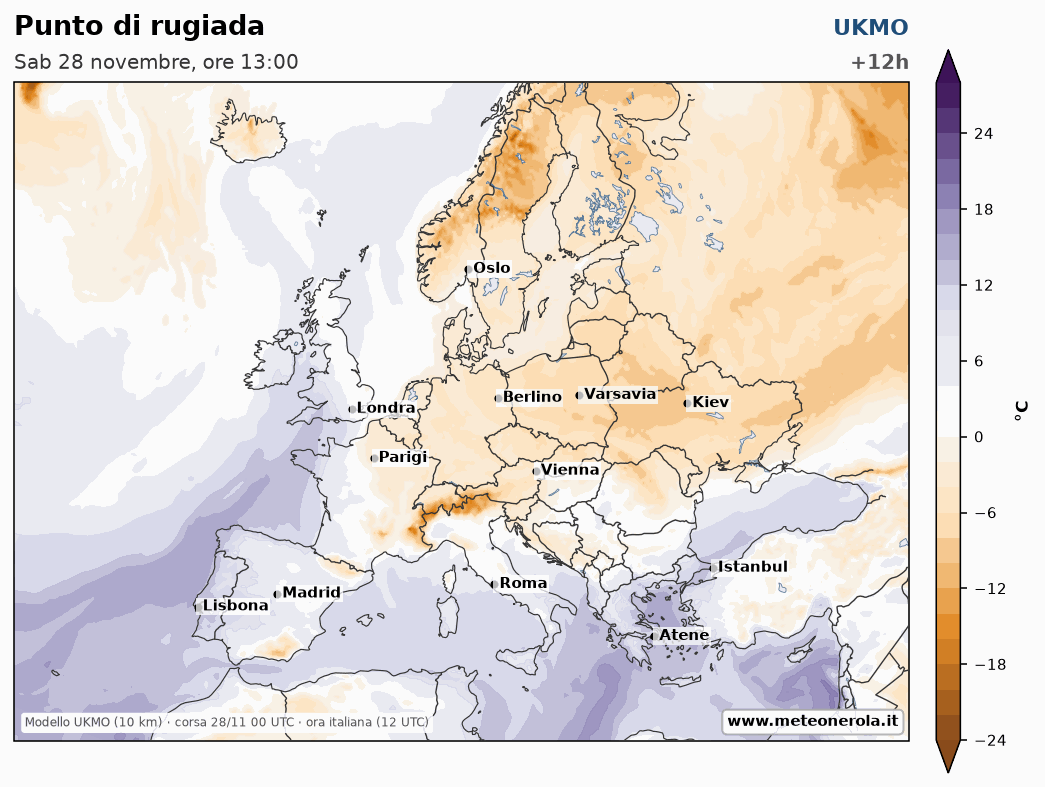 Punto di rugiada
UKMO
Sab 28 novembre, ore 13:00
+12h
24
18
12
6
0
−6
−12
−18
−24
°C
Oslo
Berlino
Varsavia
Kiev
Londra
Parigi
Vienna
Istanbul
Roma
Madrid
Lisbona
Atene
Modello UKMO (10 km) · corsa 28/11 00 UTC · ora italiana (12 UTC)
www.meteonerola.it